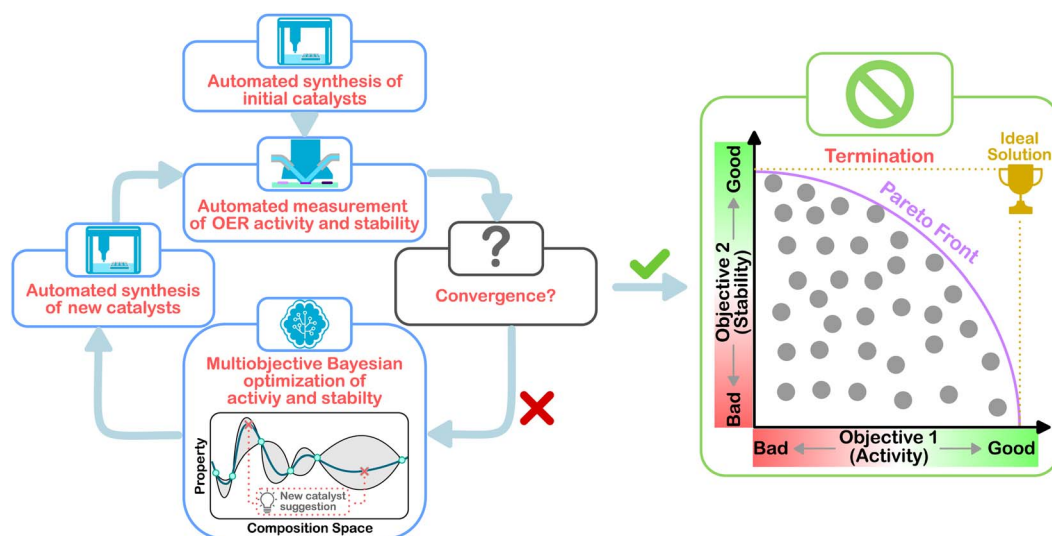 Automated synthesis of
initial catalysts
Automated measurement
of OER activity and stability
?
Convergence?
Automated synthesis
of new catalysts
Multiobjective Bayesian
optimization of
activiy and stabilty
Property
New catalyst
suggestion
Composition Space
Termination
Ideal
Solution
Pareto Front
Good
Objective 2
(Stability)
Bad
Bad
Objective 1
(Activity)
Good